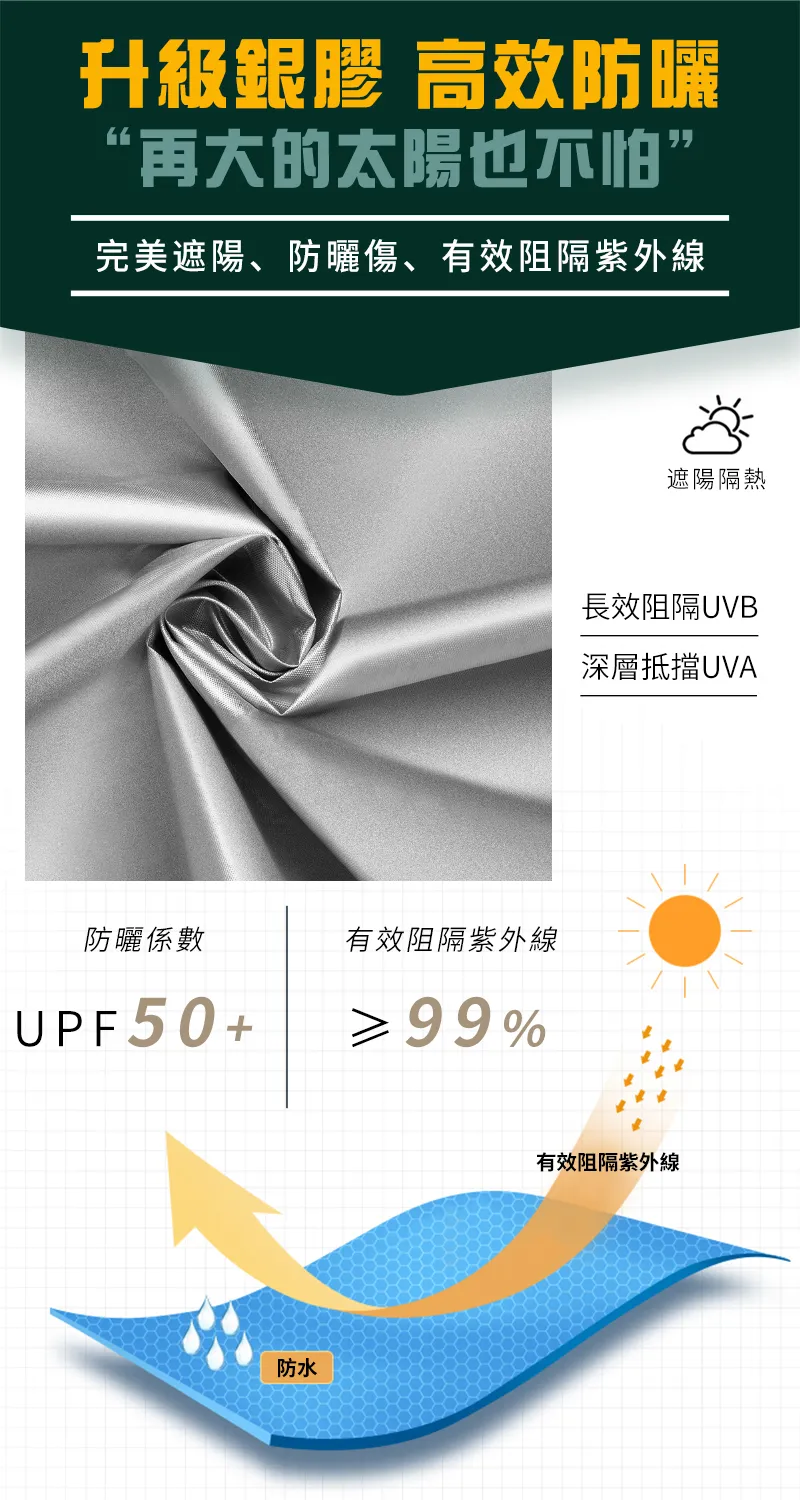 升級銀膠 高效防曬
“再大的太陽也不怕”
完美遮陽、防曬傷、有效阻隔紫外線
遮陽隔熱
長效阻隔UVB
深層抵擋UVA
防曬係數
UPF50+
有效阻隔紫外線
⩾99%
有效阻隔紫外線
防水